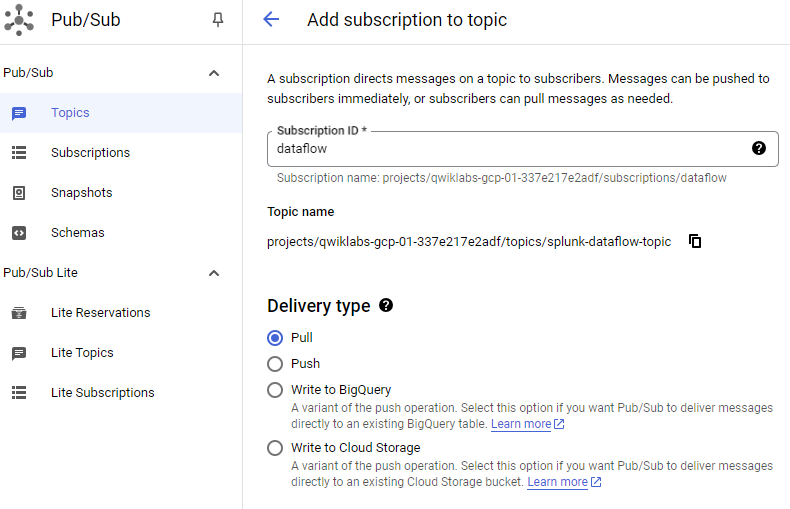 Pub/Sub
Add subscription to topic
Pub/Sub
Topics
Subscriptions
Snapshots
Schemas
Pub/Sub Lite
Lite Reservations
Lite Topics
Lite Subscriptions
A subscription directs messages on a topic to subscribers. Messages can be pushed to
subscribers immediately, or subscribers can pull messages as needed.
Subscription ID *
dataflow
Subscription name: projects/qwiklabs-gcp-01-337e217e2adf/subscriptions/dataflow
Topic name
projects/qwiklabs-gcp-01-337e217e2adf/topics/splunk-dataflow-topic
Delivery type
Pull
Push
Write to BigQuery
A variant of the push operation. Select this option if you want Pub/Sub to deliver messages
directly to an existing BigQuery table. Learn more
Write to Cloud Storage
A variant of the push operation. Select this option if you want Pub/Sub to deliver messages
directly to an existing Cloud Storage bucket. Learn more